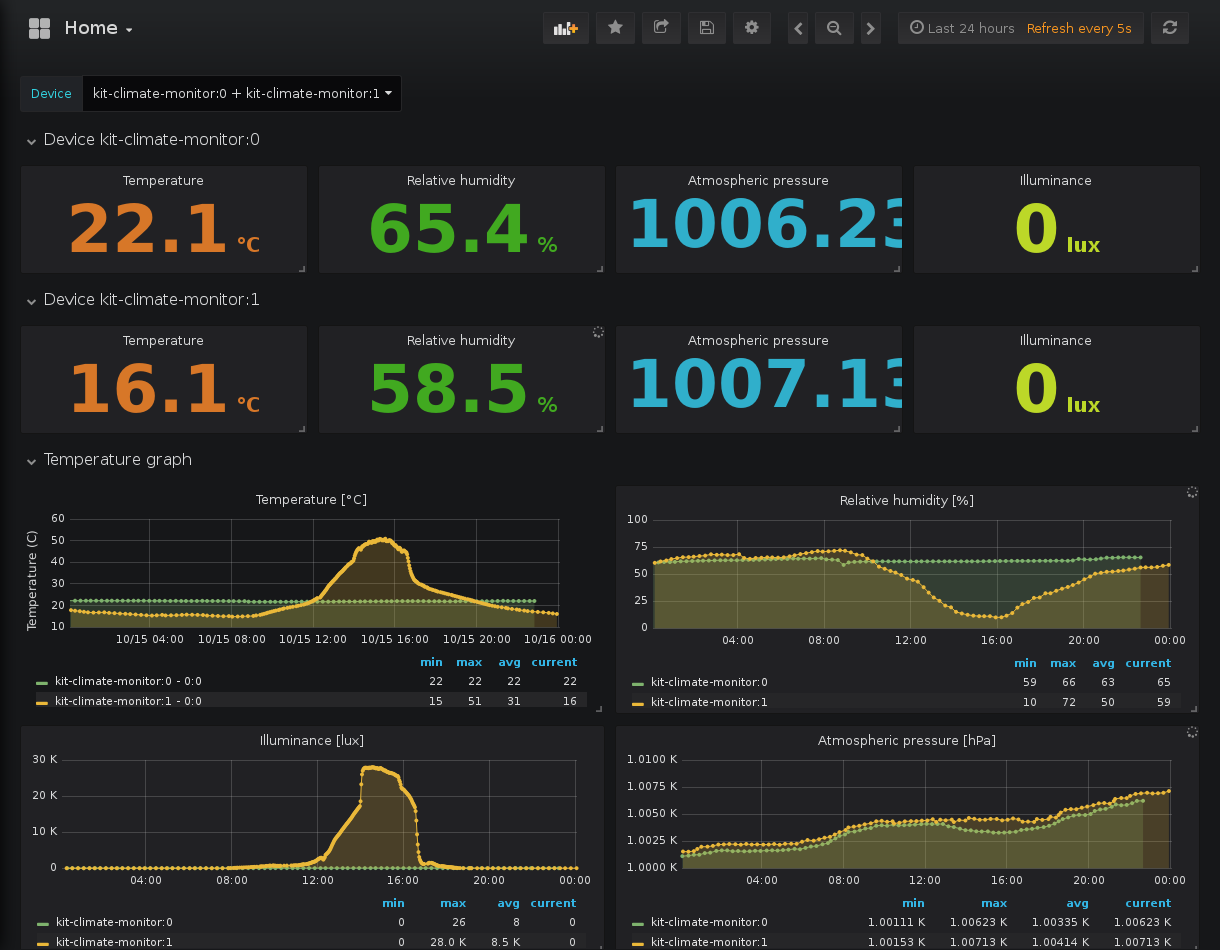 Home
Last 24 hours Refresh every 5s
Device kit-climate-monitor:0 + kit-climate-monitor:1
Device kit-climate-monitor:0
Temperature Relative humidity Atmospheric pressure Illuminance
22.1 °C 65.4 % 1006.23 0 lux
Device kit-climate-monitor:1
Temperature Relative humidity Atmospheric pressure Illuminance
16.1 °C 58.5 % 1007.13 0 lux
Temperature graph
Temperature [°C]
Temperature (C)
60
50
40
30
20
10
10/15 04:00 10/15 08:00 10/15 12:00 10/15 16:00 10/15 20:00 10/16 00:00
min max avg current
kit-climate-monitor:0 - 0:0 22 22 22 22
kit-climate-monitor:1 - 0:0 15 51 31 16
Relative humidity [%]
100
75
50
25
0
04:00 08:00 12:00 16:00 20:00 00:00
min max avg current
kit-climate-monitor:0 59 66 63 65
kit-climate-monitor:1 10 72 50 59
Illuminance [lux]
30 K
20 K
10 K
0
04:00 08:00 12:00 16:00 20:00 00:00
min max avg current
kit-climate-monitor:0 0 26 8 0
kit-climate-monitor:1 0 28.0 K 8.5 K 0
Atmospheric pressure [hPa]
1.0100 K
1.0075 K
1.0050 K
1.0025 K
1.0000 K
04:00 08:00 12:00 16:00 20:00 00:00
min max avg current
kit-climate-monitor:0 1.00111 K 1.00623 K 1.00335 K 1.00623 K
kit-climate-monitor:1 1.00153 K 1.00713 K 1.00414 K 1.00713 K